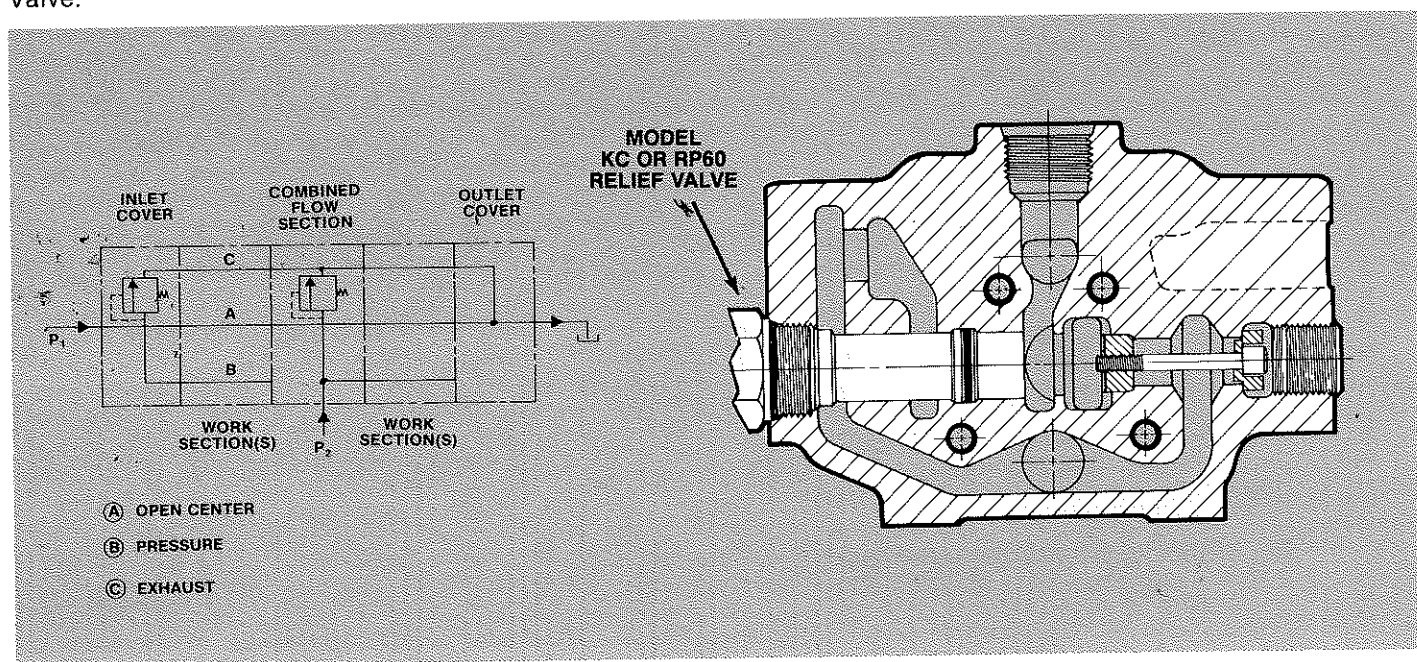 valve.
MODEL
KC OR RP60
RELIEF VALVE
INLET
COVER
COMBINED
FLOW
SECTION
OUTLET
COVER
C
A
P1
B
WORK
SECTION(S)
P2
WORK
SECTION(S)
A OPEN CENTER
B PRESSURE
C EXHAUST